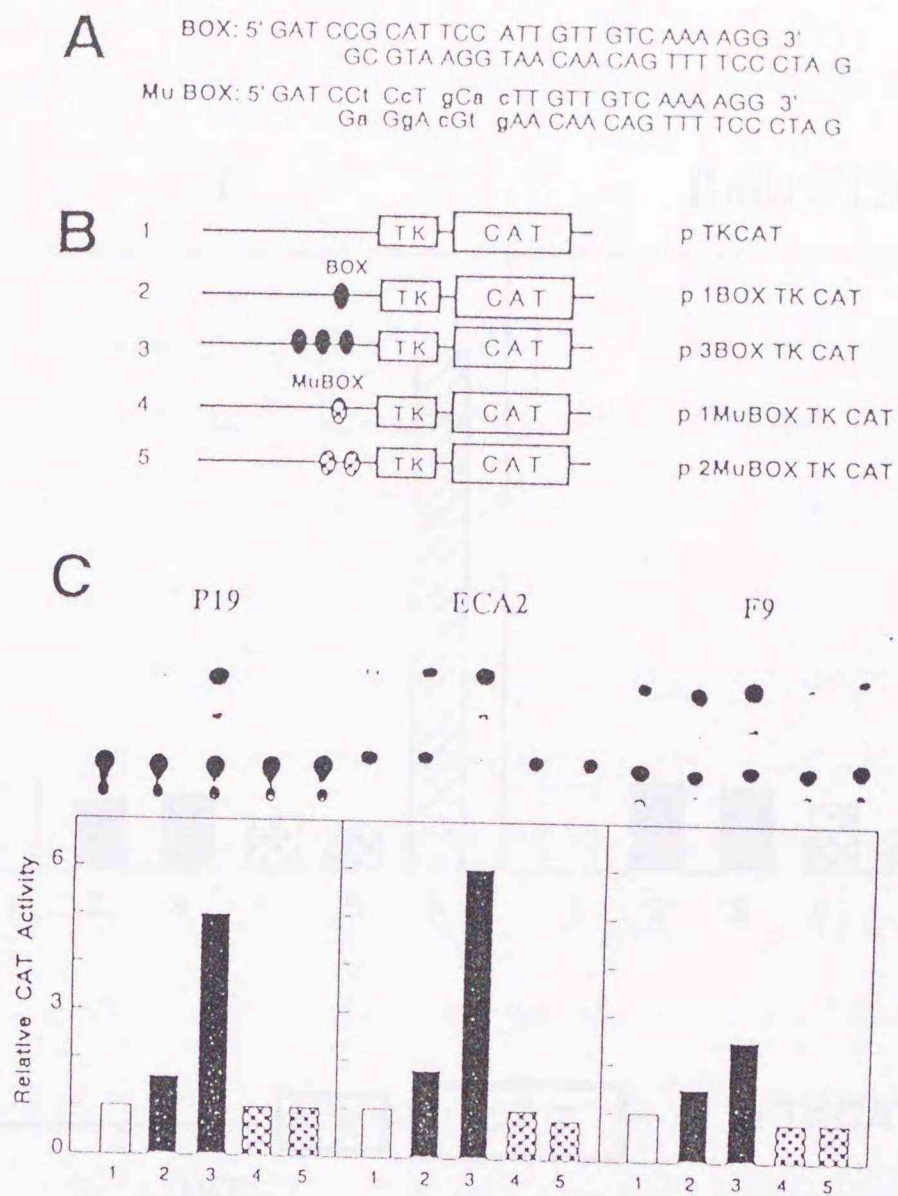 A
BOX: 5' GAT CCG CAT TCC ATT GTT GTC AAA AGG 3'
GC GTA AGG TAA CAA CAG TTT TCC CTA G
Mu BOX: 5' GAT CCt CcT gCa cTT GTT GTC AAA AGG 3'
Ga GgA cGt gAA CAA CAG TTT TCC CTA G
B
1 TK CAT p TKCAT
BOX
2 TK CAT p 1BOX TK CAT
3 TK CAT p 3BOX TK CAT
MuBOX
4 TK CAT p 1MuBOX TK CAT
5 TK CAT p 2MuBOX TK CAT
C
P19 ECA2 F9
Relative CAT Activity
6
3
0
1 2 3 4 5 1 2 3 4 5 1 2 3 4 5